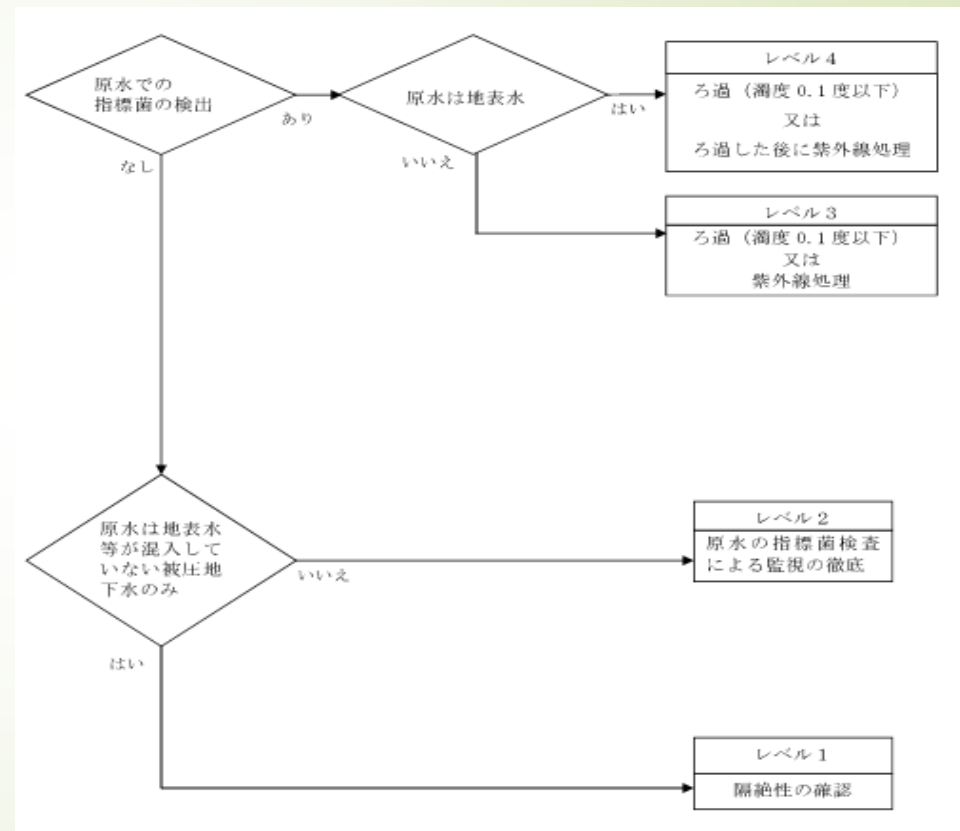 原水での
指標菌の検出
あり
なし
原水は地表水
はい
いいえ
レベル4
ろ過（濁度 0.1 度以下）
又は
ろ過した後に紫外線処理
レベル3
ろ過（濁度 0.1 度以下）
又は
紫外線処理
原水は地表水
等が混入して
いない被圧地
下水のみ
いいえ
はい
レベル2
原水の指標菌検査
による監視の徹底
レベル1
隔絶性の確認